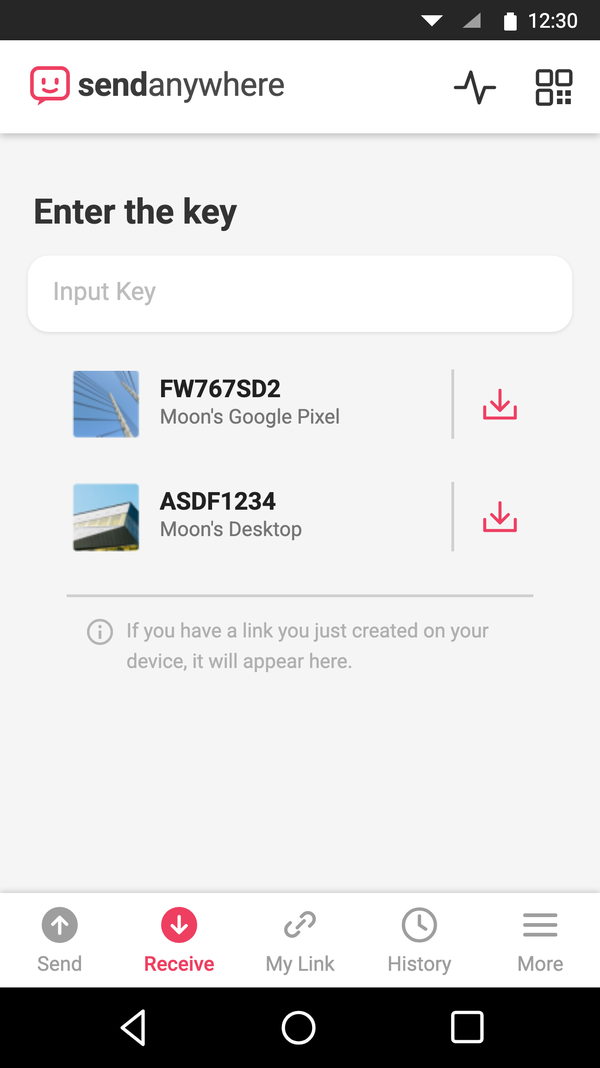 12:30
sendanywhere
Enter the key
Input Key
FW767SD2
Moon's Google Pixel
ASDF1234
Moon's Desktop
If you have a link you just created on your
device, it will appear here.
Send
Receive
My Link
History
More